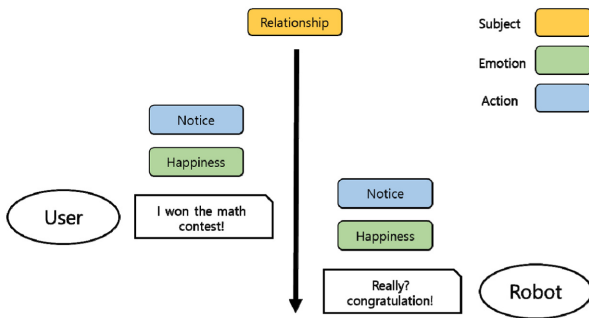 Relationship
Subject
Emotion
Action
Notice
Happiness
User
I won the math
contest!
Notice
Happiness
Really?
congratulation!
Robot